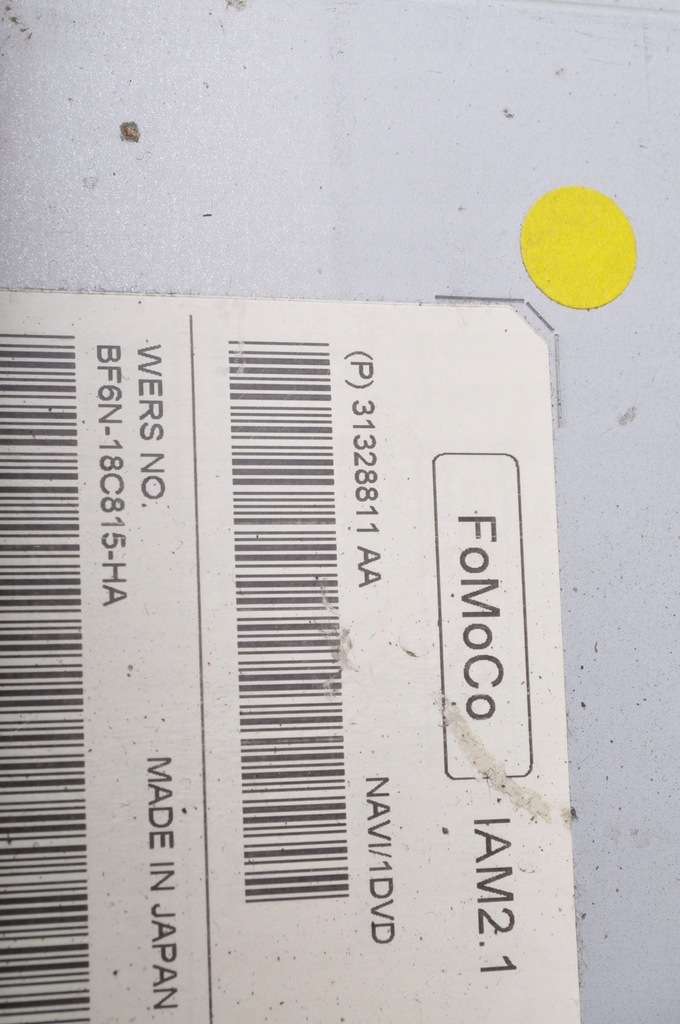 FoMoCo IAM2.1
(P) 31328811 AA NAVI/1DVD
WERS NO. MADE IN JAPAN
BF6N-18C815-HA